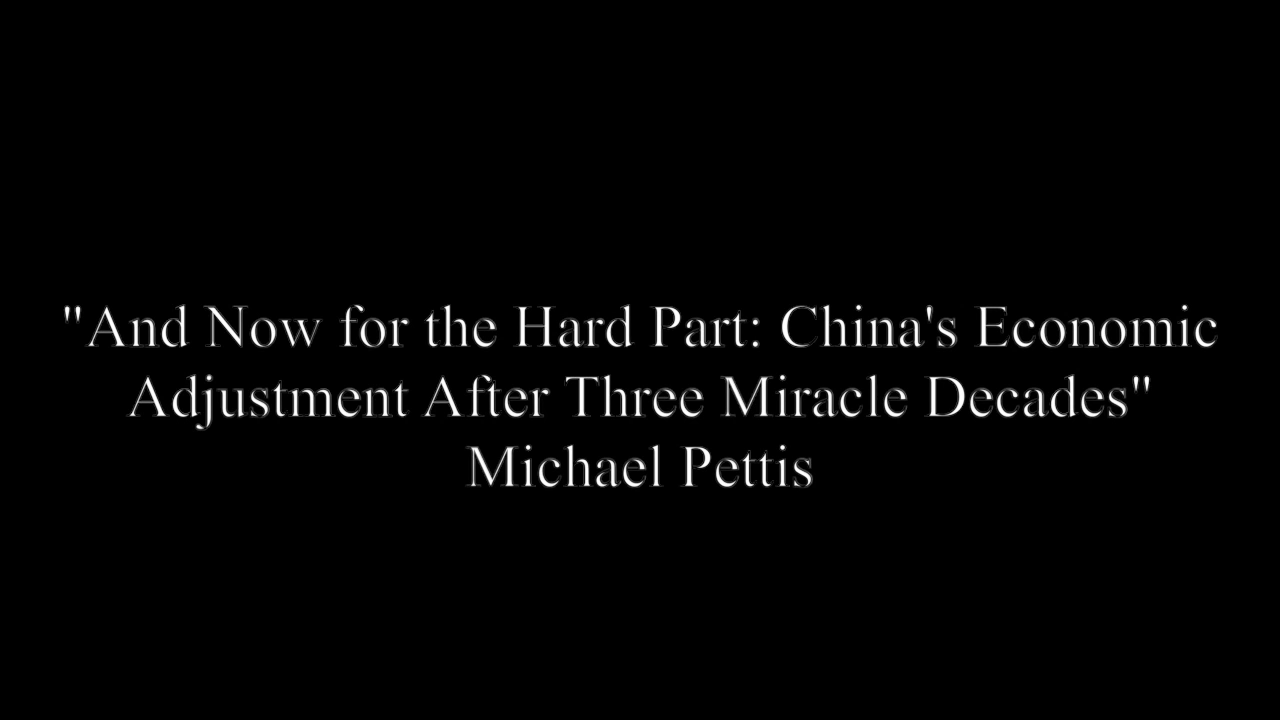 "And Now for the Hard Part: China's Economic
Adjustment After Three Miracle Decades"
Michael Pettis